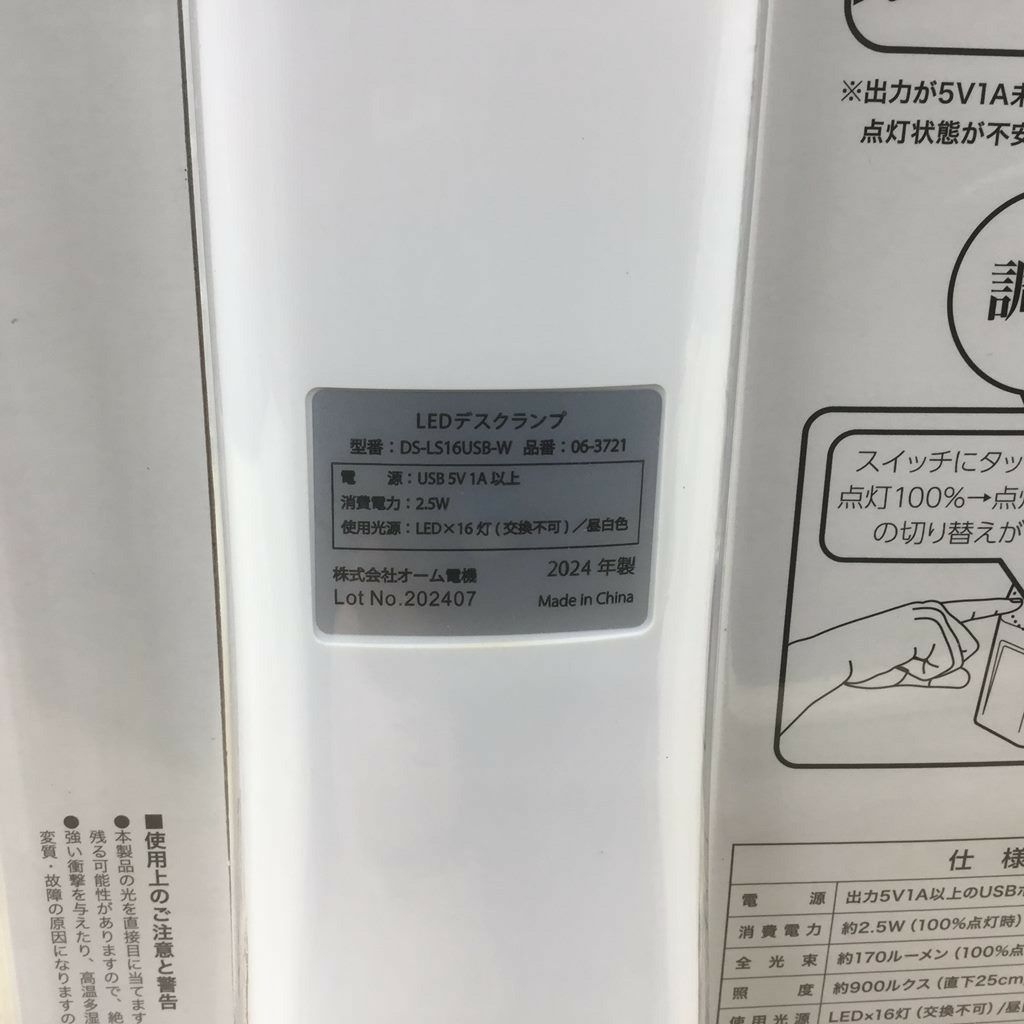 LEDデスクランプ
型番：DS-LS16USB-W 品番：06-3721
電 源：USB 5V 1A 以上
消費電力：2.5W
使用光源：LED×16 灯 (交換不可)／昼白色
株式会社オーム電機 2024 年製
Lot No.202407 Made in China
※出力が5V1A未
点灯状態が不安
調
スイッチにタッ
点灯100%→点灯
の切り替えが
仕 様
電 源 出力5V1A以上のUSBポ
消費電力 約2.5W (100%点灯時)
全光束 約170ルーメン (100%点
照 度 約900ルクス (直下25cm
使用光源 LED×16灯 (交換不可)/昼
■使用上のご注意と警告
●本製品の光を直接目に当てます
残る可能性がありますので、絶
●強い衝撃を与えたり、高温多湿
変質・故障の原因になりますの